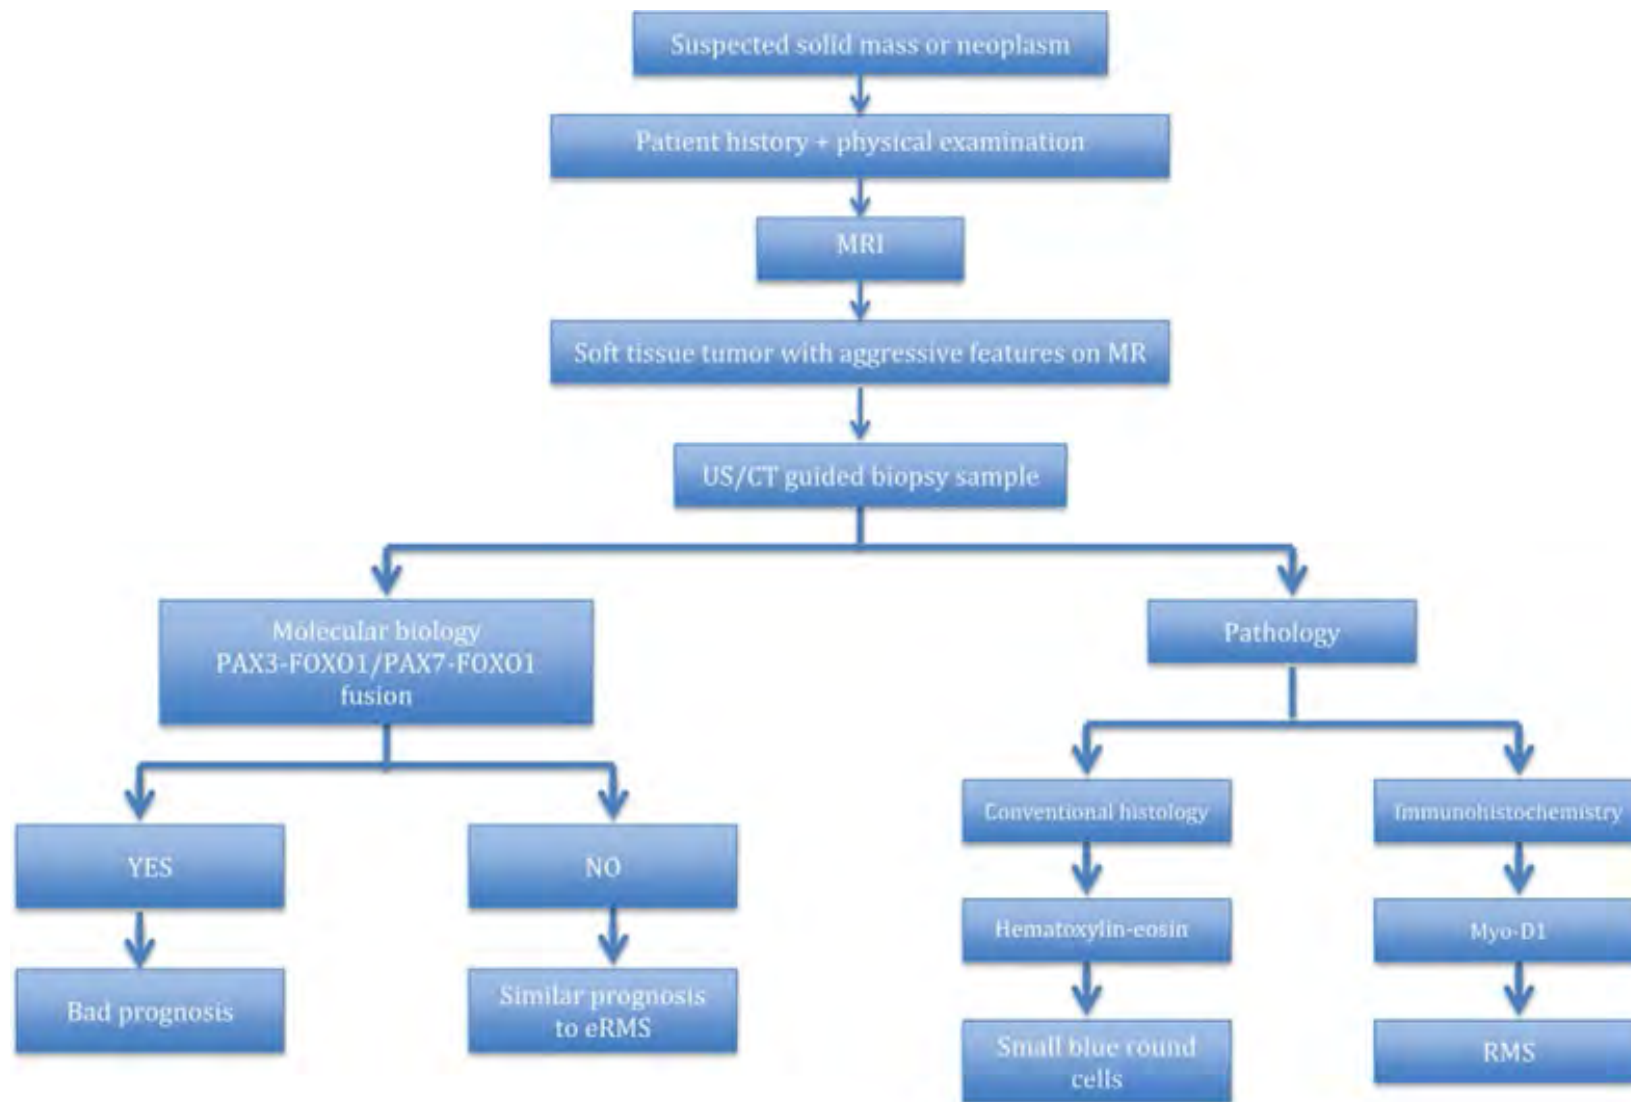 Suspected solid mass or neoplasm
Patient history + physical examination
MRI
Soft tissue tumor with aggressive features on MR
US/CT guided biopsy sample
Molecular biology
PAX3-FOXO1/PAX7-FOXO1
fusion
Pathology
YES
NO
Conventional histology
Immunohistochemistry
Hematoxylin-eosin
Myo-D1
Bad prognosis
Similar prognosis
to eRMS
Small blue round
cells
RMS